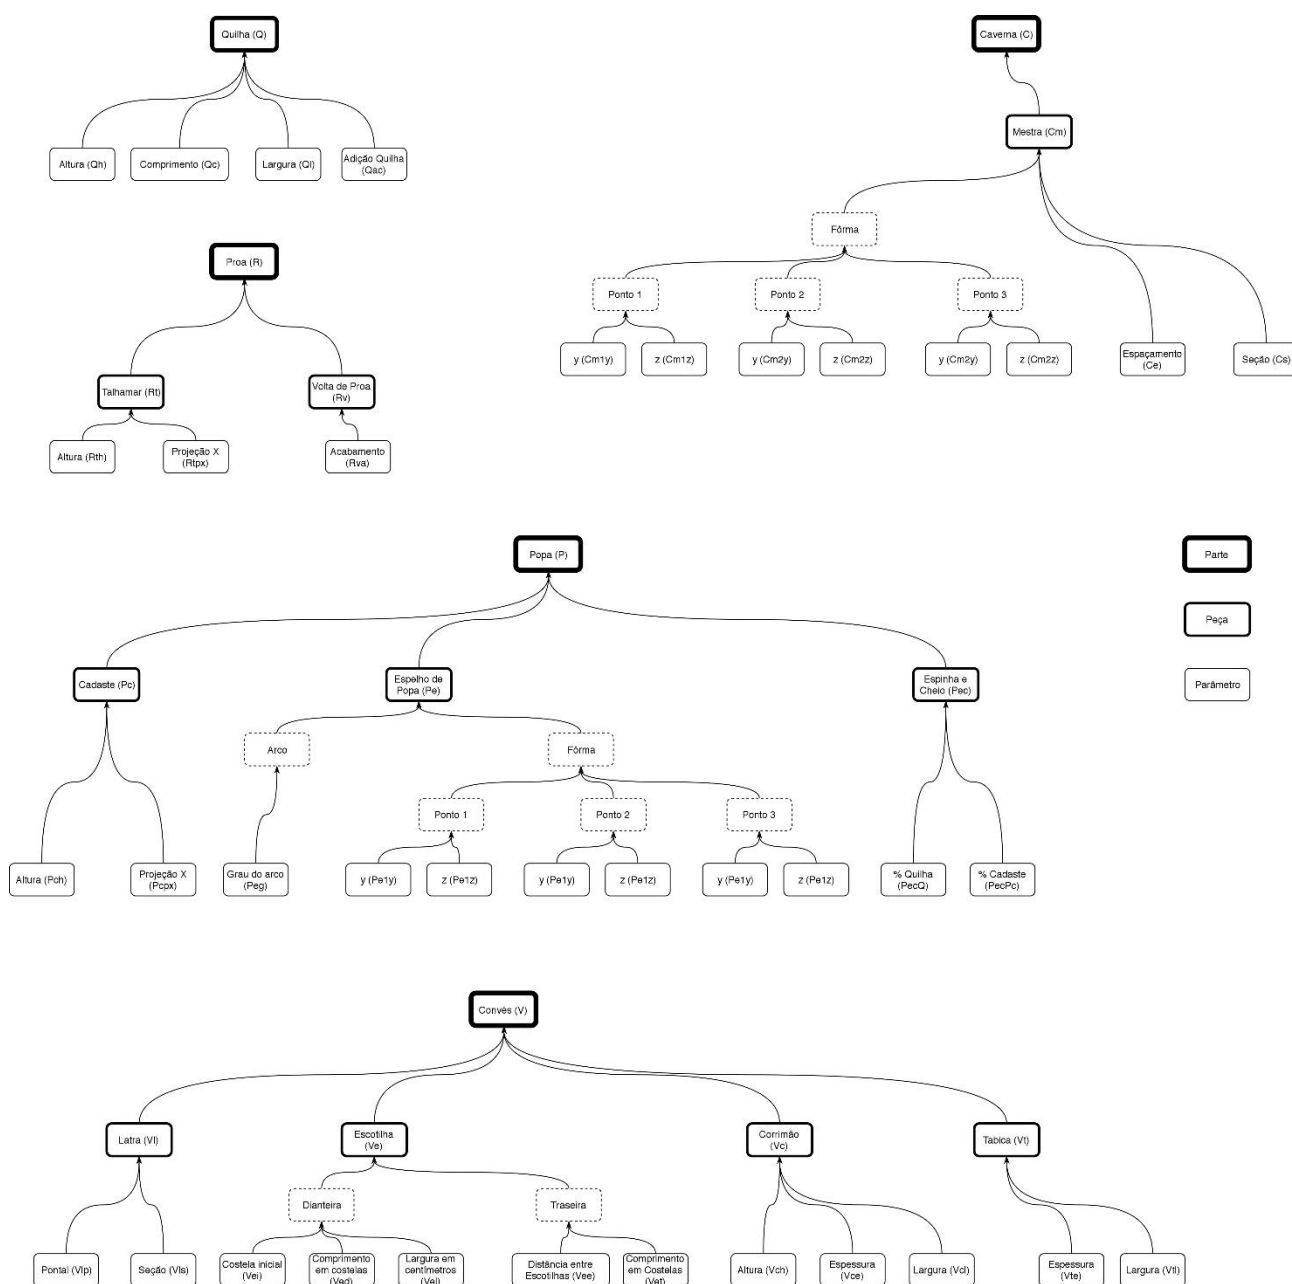 Quilha (Q)
Altura (Qh)
Comprimento (Qc)
Largura (Ql)
Adição Quilha
(Qac)
Proa (R)
Talhamar (Rt)
Volta de Proa
(Rv)
Altura (Rth)
Projeção X
(Rtpx)
Acabamento
(Rva)
Caverna (C)
Mestra (Cm)
Fôrma
Ponto 1
Ponto 2
Ponto 3
y (Cm1y)
z (Cm1z)
y (Cm2y)
z (Cm2z)
y (Cm2y)
z (Cm2z)
Espaçamento
(Ce)
Seção (Cs)
Popa (P)
Cadaste (Pc)
Espelho de
Popa (Pe)
Espinha e
Cheio (Pec)
Arco
Fôrma
Ponto 1
Ponto 2
Ponto 3
Altura (Pch)
Projeção X
(Pcpx)
Grau do arco
(Peg)
y (Pe1y)
z (Pe1z)
y (Pe1y)
z (Pe1z)
y (Pe1y)
z (Pe1z)
% Quilha
(PecQ)
% Cadaste
(PecPc)
Parte
Peça
Parâmetro
Convés (V)
Latra (Vl)
Escotilha
(Ve)
Corrimão
(Vc)
Tabica (Vt)
Dianteira
Traseira
Pontal (Vlp)
Seção (Vls)
Costela inicial
(Vei)
Comprimento
em costelas
(Ved)
Largura em
centímetros
(Vel)
Distância entre
Escotilhas (Vee)
Comprimento
em Costelas
(Vet)
Altura (Vch)
Espessura
(Vce)
Largura (Vcl)
Espessura
(Vte)
Largura (Vtl)